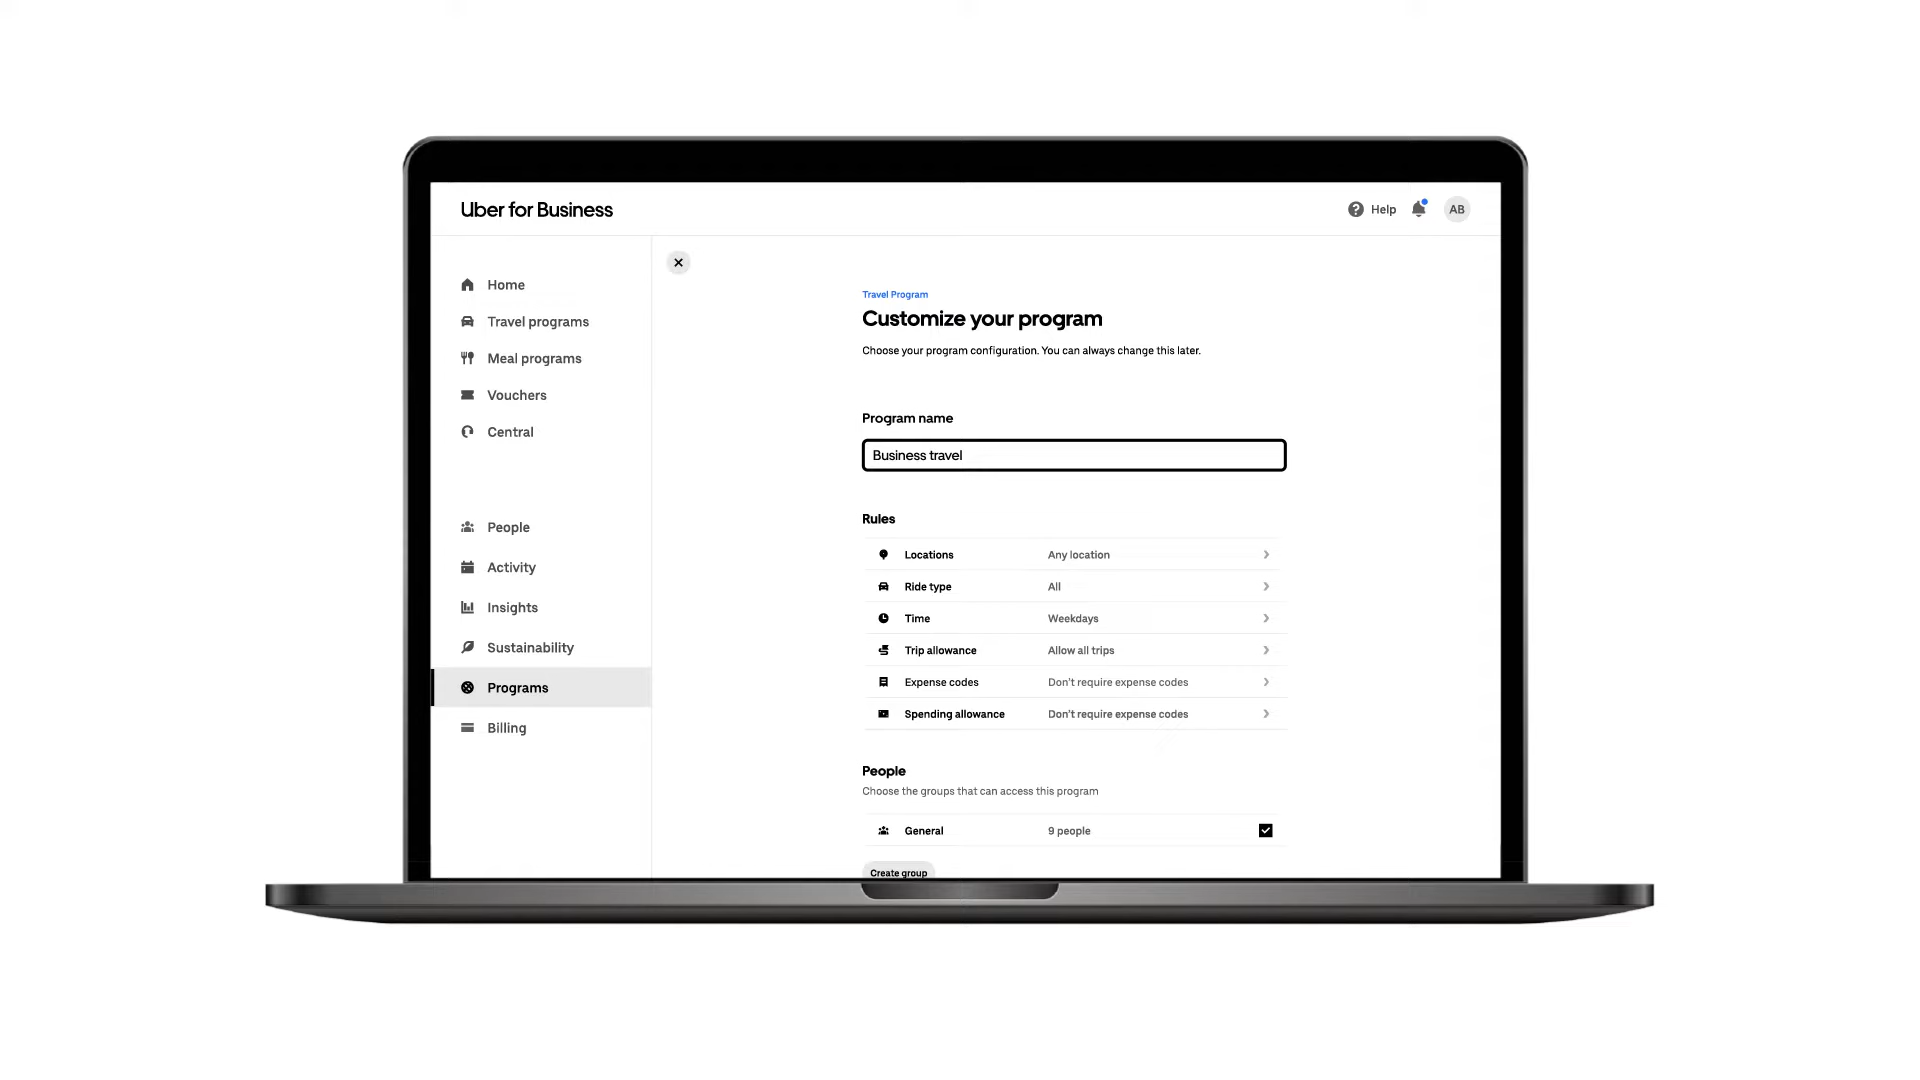 Uber for Business
Help
AB
Home
Travel programs
Meal programs
Vouchers
Central
People
Activity
Insights
Sustainability
Programs
Billing
Travel Program
Customize your program
Choose your program configuration. You can always change this later.
Program name
Business travel
Rules
Locations Any location
Ride type All
Time Weekdays
Trip allowance Allow all trips
Expense codes Don't require expense codes
Spending allowance Don't require expense codes
People
Choose the groups that can access this program
General 9 people
Create group